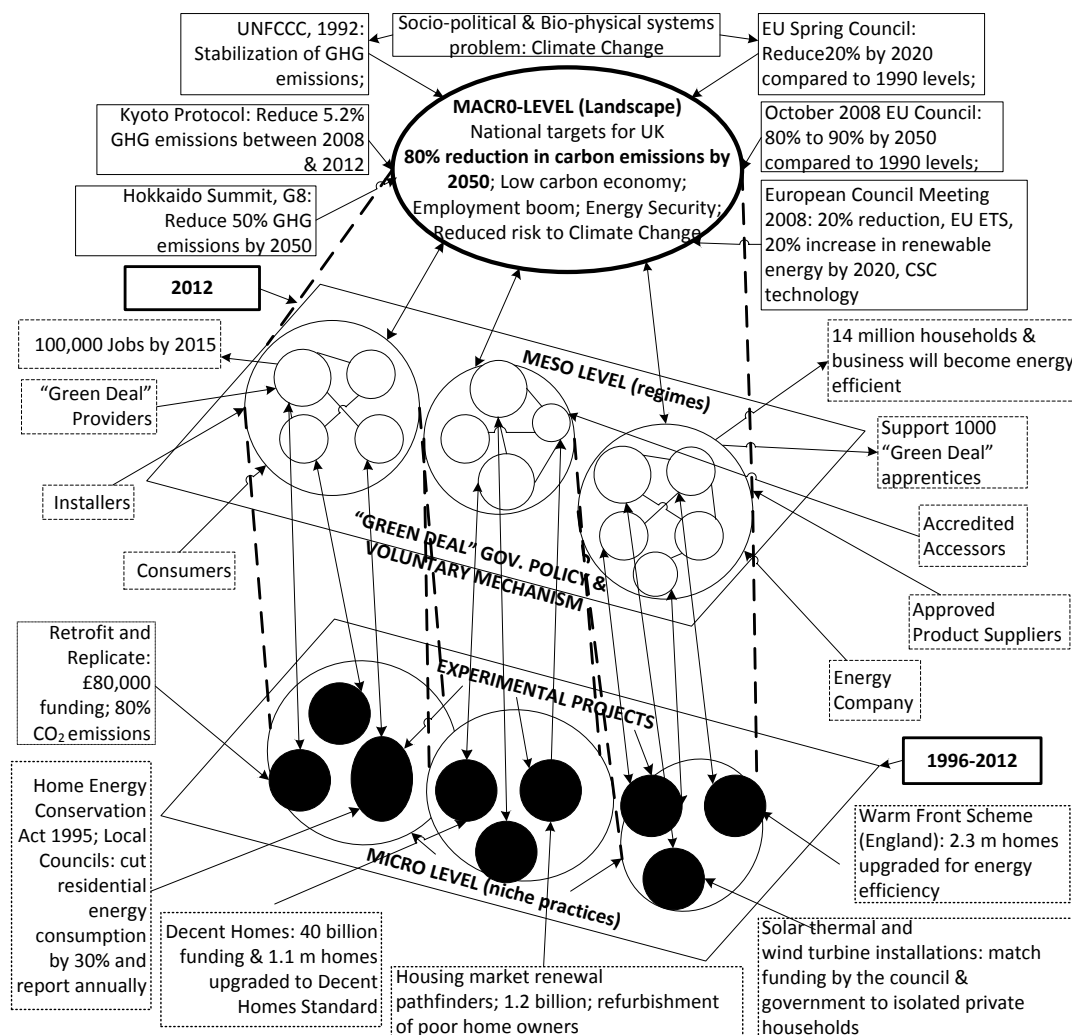 UNFCCC, 1992:
Stabilization of GHG
emissions;
Socio-political & Bio-physical systems
problem: Climate Change
EU Spring Council:
Reduce20% by 2020
compared to 1990 levels;
Kyoto Protocol: Reduce 5.2%
GHG emissions between 2008
& 2012
MACR0-LEVEL (Landscape)
National targets for UK
80% reduction in carbon emissions by
2050; Low carbon economy;
Employment boom; Energy Security;
Reduced risk to Climate Change
October 2008 EU Council:
80% to 90% by 2050
compared to 1990 levels;
Hokkaido Summit, G8:
Reduce 50% GHG
emissions by 2050
European Council Meeting
2008: 20% reduction, EU ETS,
20% increase in renewable
energy by 2020, CSC
technology
2012
100,000 Jobs by 2015
MESO LEVEL (regimes)
14 million households &
business will become energy
efficient
"Green Deal"
Providers
Support 1000
"Green Deal"
apprentices
Installers
Accredited
Accessors
Consumers
"GREEN DEAL" GOV. POLICY &
VOLUNTARY MECHANISM
Approved
Product Suppliers
Energy
Company
Retrofit and
Replicate:
£80,000
funding; 80%
CO₂ emissions
EXPERIMENTAL PROJECTS
1996-2012
Home Energy
Conservation
Act 1995; Local
Councils: cut
residential
energy
consumption
by 30% and
report annually
MICRO LEVEL (niche practices)
Warm Front Scheme
(England): 2.3 m homes
upgraded for energy
efficiency
Decent Homes: 40 billion
funding & 1.1 m homes
upgraded to Decent
Homes Standard
Housing market renewal
pathfinders; 1.2 billion; refurbishment
of poor home owners
Solar thermal and
wind turbine installations: match
funding by the council &
government to isolated private
households